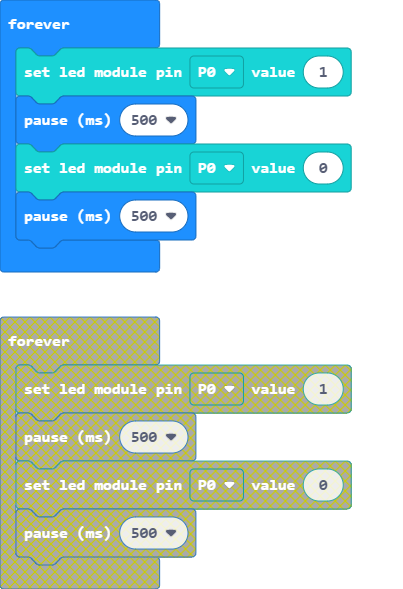 forever
set led module pin P0 value 1
pause (ms) 500
set led module pin P0 value 0
pause (ms) 500
forever
set led module pin P0 value 1
pause (ms) 500
set led module pin P0 value 0
pause (ms) 500